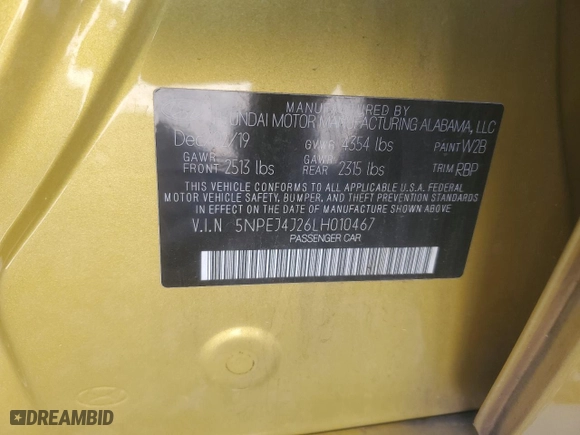 MANUFACTURED BY
HYUNDAI MOTOR MANUFACTURING ALABAMA, LLC
GVWR 4354 lbs PAINT W2B
GAWR FRONT 2513 lbs GAWR REAR 2315 lbs TRIM RBP
THIS VEHICLE CONFORMS TO ALL APPLICABLE U.S.A. FEDERAL
MOTOR VEHICLE SAFETY, BUMPER, AND THEFT PREVENTION STANDARDS
IN EFFECT ON THE DATE OF MANUFACTURE SHOWN ABOVE.
V.I.N 5NPEJ4J26LH010467
PASSENGER CAR
DREAMBID